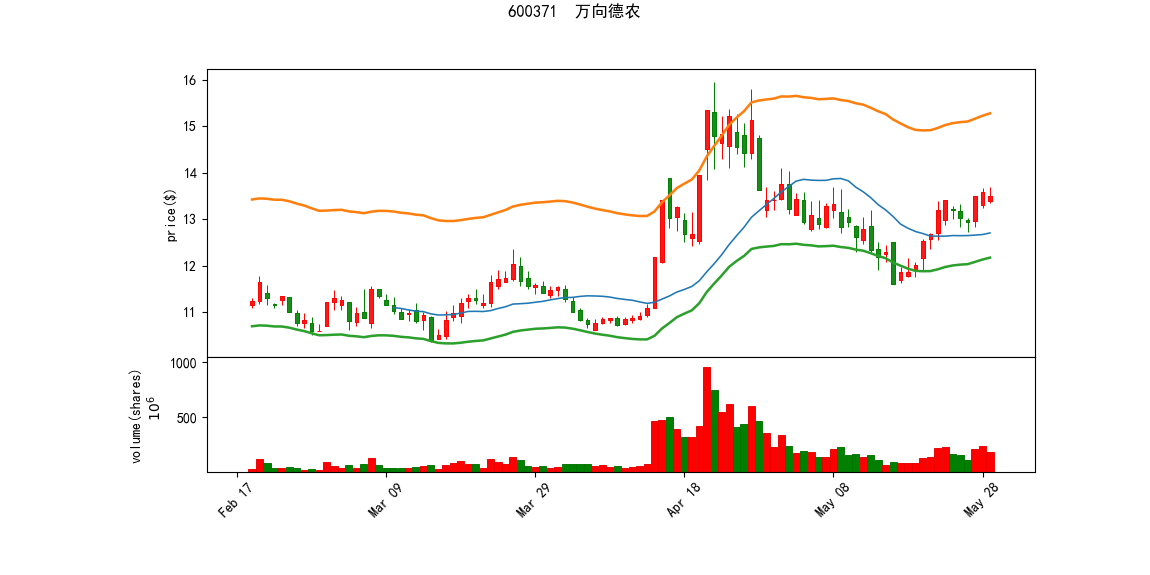 600371 万向德农
16
15
14
13
12
11
price($)
1000
500
volume(shares)
10^6
Feb 17
Mar 09
Mar 29
Apr 18
May 08
May 28